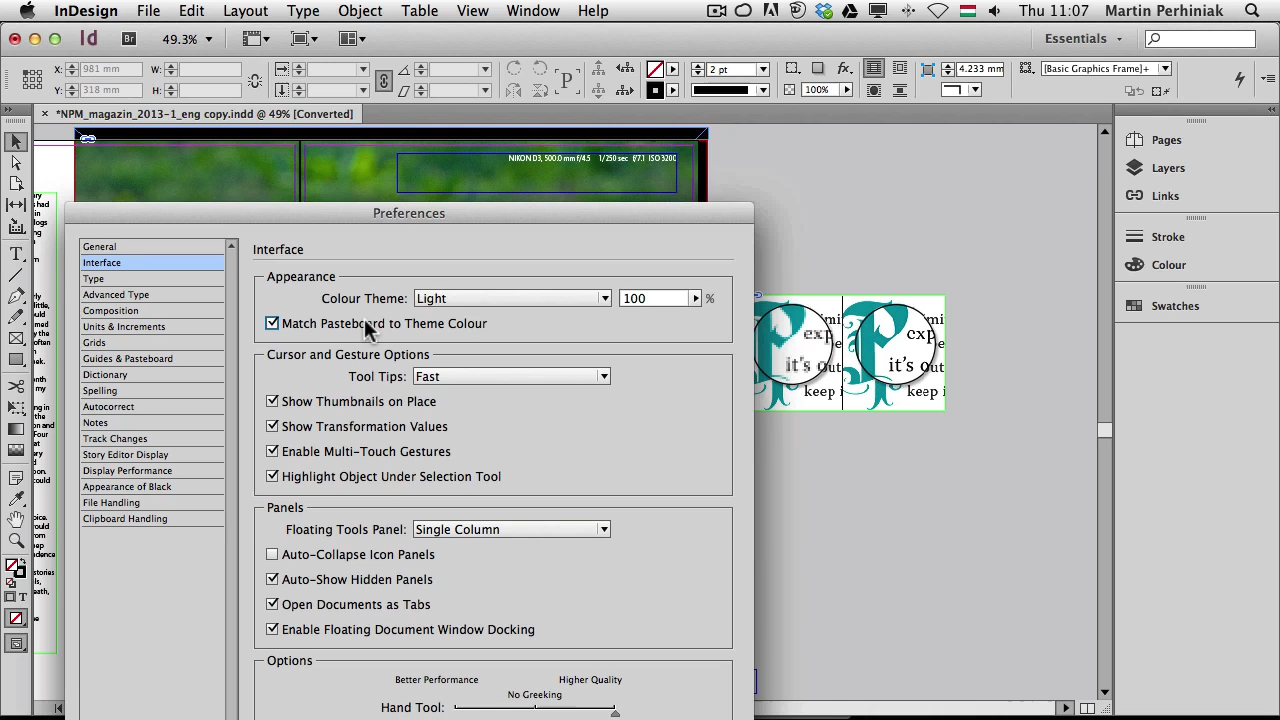 InDesign File Edit Layout Type Object Table View Window Help Thu 11:07 Martin Perhiniak
Id Br 49.3% Essentials
X: 981 mm W: 2 pt fx. 4.233 mm [Basic Graphics Frame]+
Y: 318 mm H: P 100%
× *NPM_magazin_2013-1_eng copy.indd @ 49% [Converted]
NIKON D3, 500.0 mm f/4.5 1/250 sec f/7.1 ISO 3200
Pages
Layers
Links
Stroke
Colour
Swatches
Preferences
General
Interface
Type
Advanced Type
Composition
Units & Increments
Grids
Guides & Pasteboard
Dictionary
Spelling
Autocorrect
Notes
Track Changes
Story Editor Display
Display Performance
Appearance of Black
File Handling
Clipboard Handling
Interface
Appearance
Colour Theme: Light 100 %
Match Pasteboard to Theme Colour
Cursor and Gesture Options
Tool Tips: Fast
Show Thumbnails on Place
Show Transformation Values
Enable Multi-Touch Gestures
Highlight Object Under Selection Tool
Panels
Floating Tools Panel: Single Column
Auto-Collapse Icon Panels
Auto-Show Hidden Panels
Open Documents as Tabs
Enable Floating Document Window Docking
Options
Better Performance Higher Quality
No Greeking
Hand Tool:
exp
it's out
keep i
exp
it's out
keep i